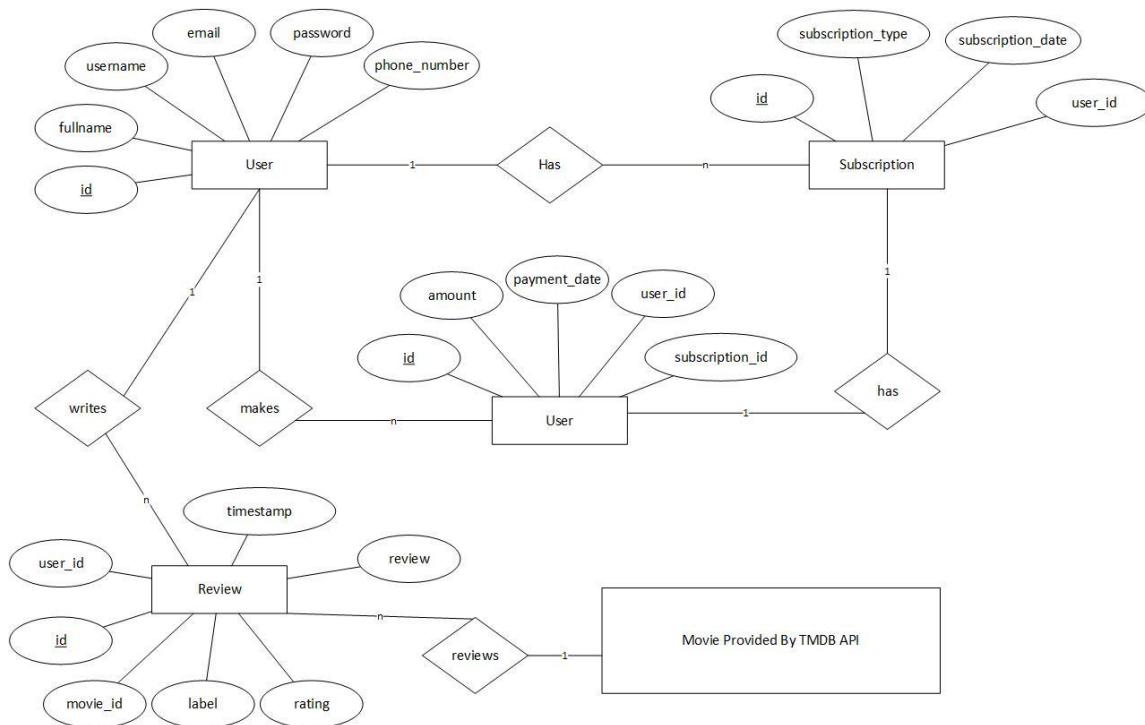 email
password
subscription_type
subscription_date
username
phone_number
id
user_id
fullname
User
1
Has
n
Subscription
id
1
1
1
payment_date
amount
user_id
id
subscription_id
writes
makes
n
User
1
has
n
timestamp
user_id
review
Review
n
Movie Provided By TMDB API
id
reviews
1
movie_id
label
rating